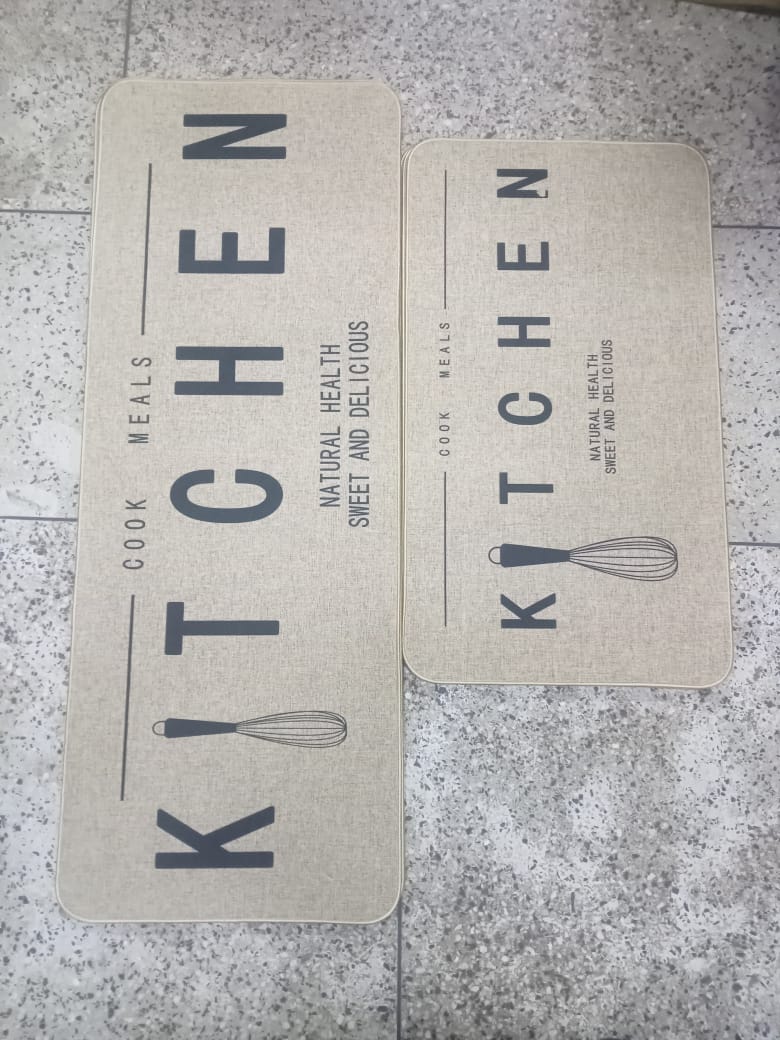 COOK MEALS
KITCHEN
NATURAL HEALTH
SWEET AND DELICIOUS
COOK MEALS
KITCHEN
NATURAL HEALTH
SWEET AND DELICIOUS